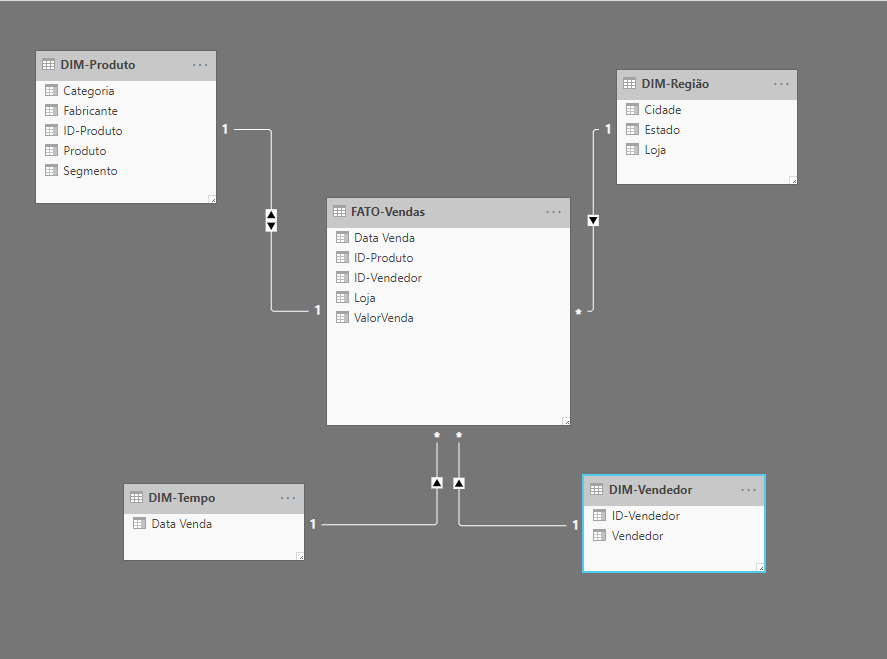 DIM-Produto ...
Categoria
Fabricante
ID-Produto
Produto
Segmento
1
1
DIM-Região ...
Cidade
Estado
Loja
1
*
FATO-Vendas ...
Data Venda
ID-Produto
ID-Vendedor
Loja
ValorVenda
* *
DIM-Tempo ...
Data Venda
1
DIM-Vendedor ...
ID-Vendedor
Vendedor
1